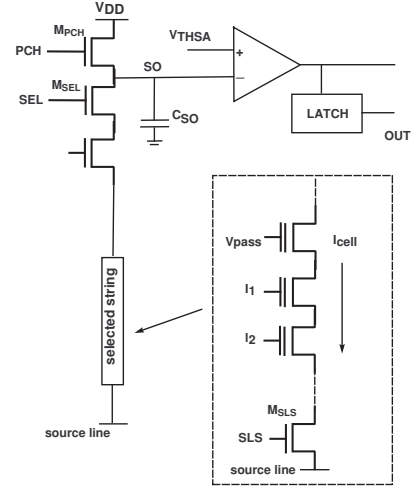 VDD
MPCH
PCH
VTHSA
SO
+
−
MSEL
SEL
CSO
LATCH
OUT
selected string
source line
Vpass
Icell
I1
I2
MSLS
SLS
source line